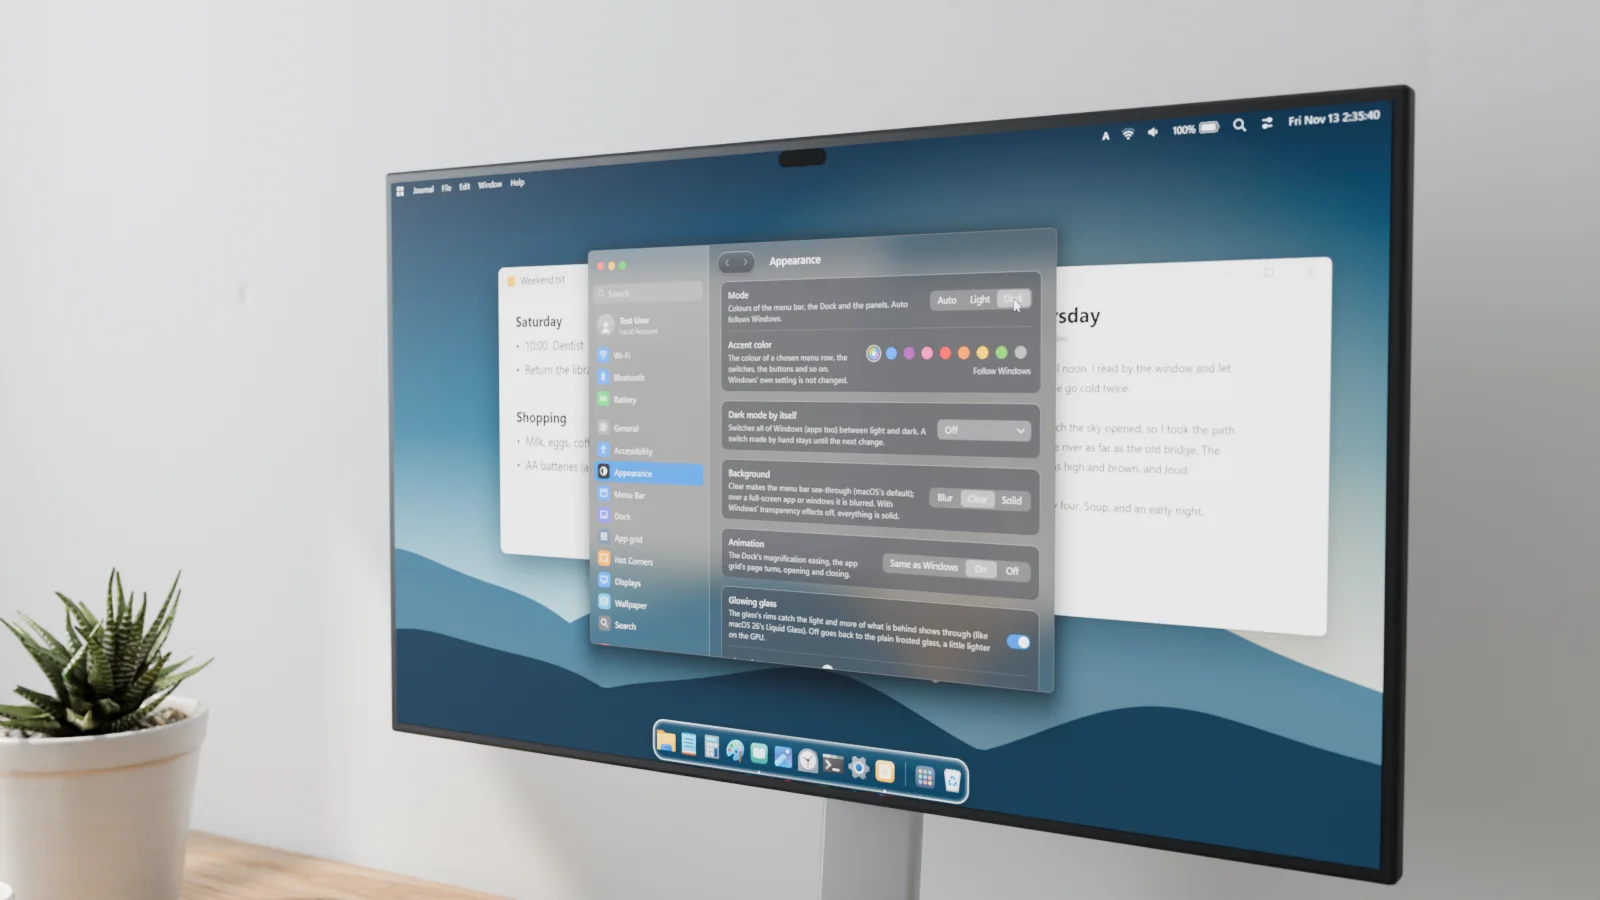 Journal File Edit Window Help
A 100% Fri Nov 13 2:35:40
Weekend.txt
Saturday
• 10:00 Dentist
• Return the libr
Shopping
• Milk, eggs, coff
• AA batteries (a
Search
Test User
Local Account
Wi-Fi
Bluetooth
Battery
General
Accessibility
Appearance
Menu Bar
Dock
App grid
Hot Corners
Displays
Wallpaper
Search
Appearance
Mode
Colours of the menu bar, the Dock and the panels. Auto
follows Windows.
Auto Light Dark
Accent color
The colour of a chosen menu row, the
switches, the buttons and so on.
Windows' own setting is not changed.
Follow Windows
Dark mode by itself
Switches all of Windows (apps too) between light and dark. A
switch made by hand stays until the next change.
Off
Background
Clear makes the menu bar see-through (macOS's default);
over a full-screen app or windows it is blurred. With
Windows' transparency effects off, everything is solid.
Blur Clear Solid
Animation
The Dock's magnification easing, the app
grid's page turns, opening and closing.
Same as Windows On Off
Glowing glass
The glass's rims catch the light and more of what is behind shows through (like
macOS 26's Liquid Glass). Off goes back to the plain frosted glass, a little lighter
on the GPU.
rsday
l noon. I read by the window and let
e go cold twice.
ch the sky opened, so I took the path
e river as far as the old bridge. The
s high and brown, and loud.
y four. Soup, and an early night.